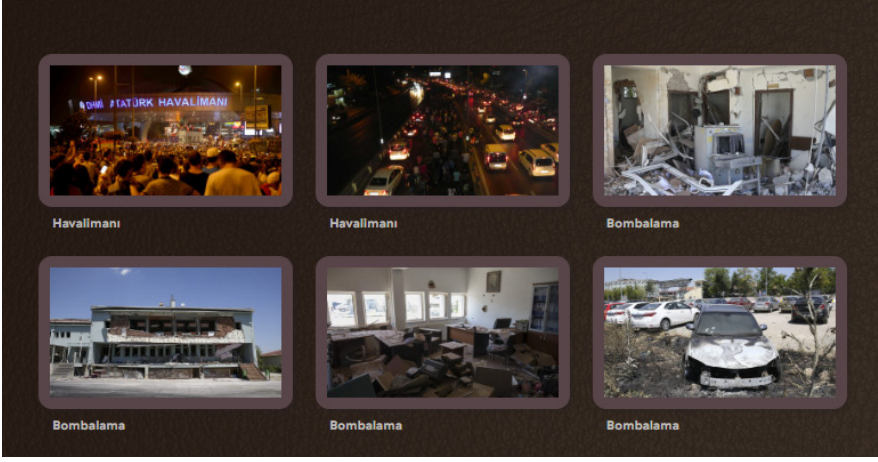 ATATÜRK HAVALİMANI
Havalimanı
Havalimanı
Bombalama
Bombalama
Bombalama
Bombalama